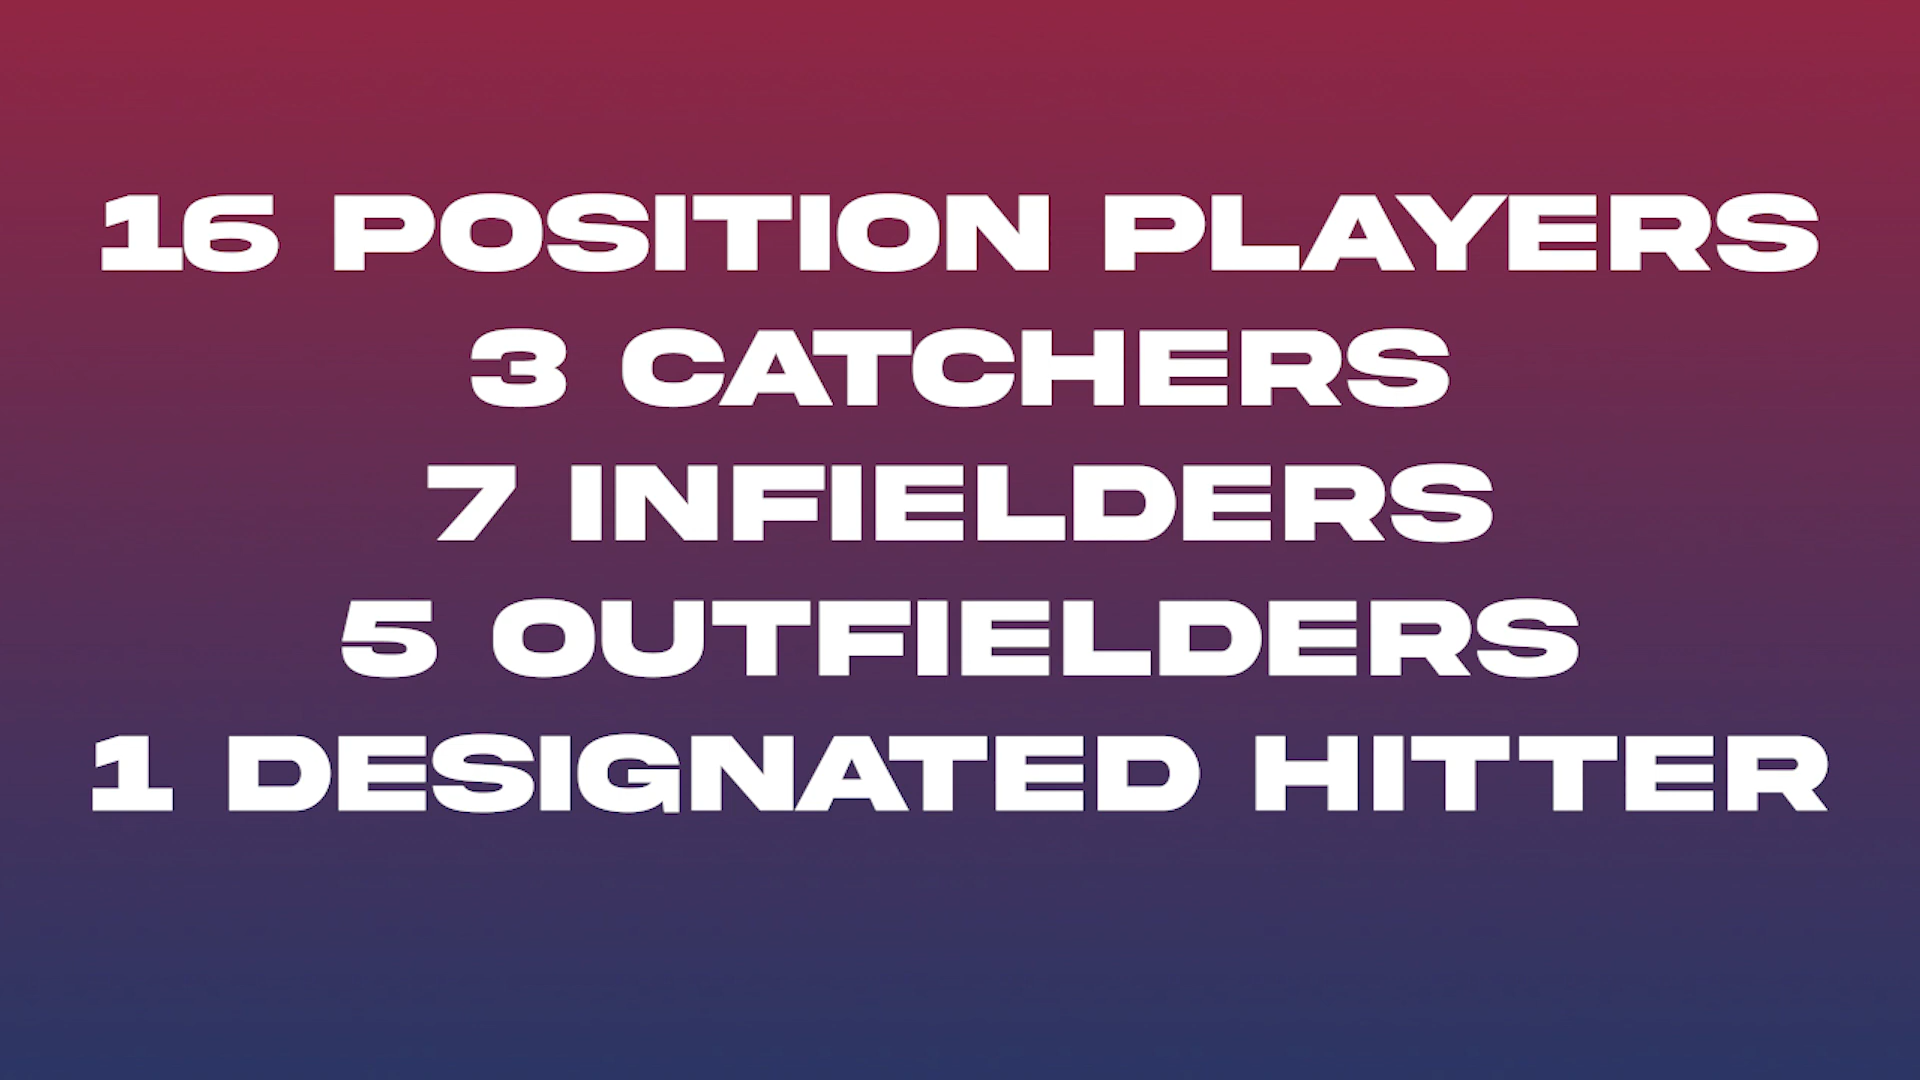 16 POSITION PLAYERS
3 CATCHERS
7 INFIELDERS
5 OUTFIELDERS
1 DESIGNATED HITTER